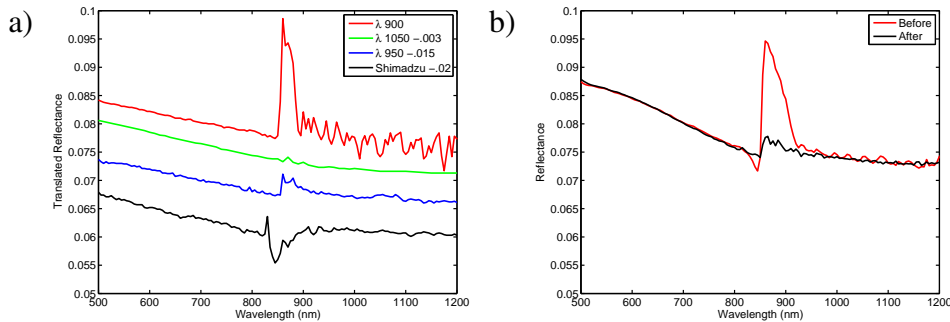 a)
Translated Reflectance
0.1
0.095
0.09
0.085
0.08
0.075
0.07
0.065
0.06
0.055
0.05
500 600 700 800 900 1000 1100 1200
Wavelength (nm)
λ 900
λ 1050 −.003
λ 950 −.015
Shimadzu −.02
b)
Reflectance
0.1
0.095
0.09
0.085
0.08
0.075
0.07
0.065
0.06
0.055
0.05
500 600 700 800 900 1000 1100 1200
Wavelength (nm)
Before
After